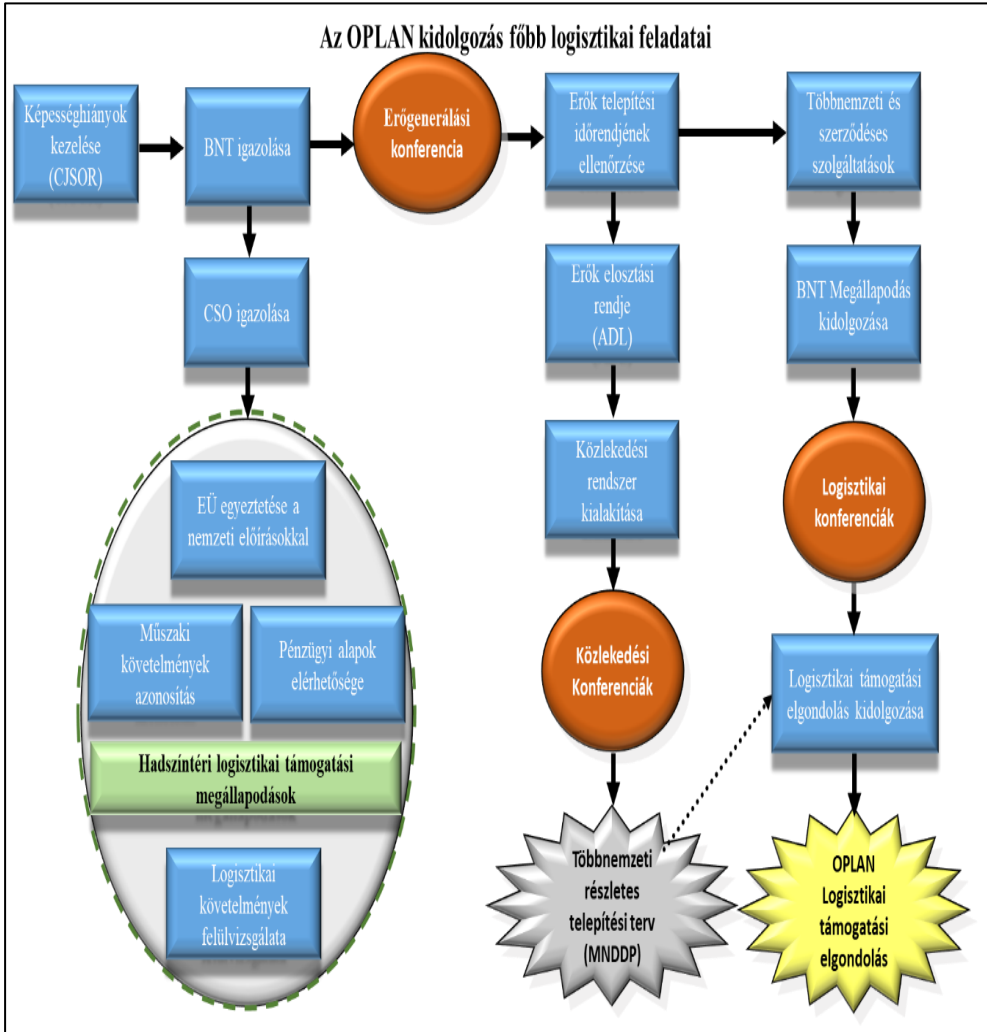 Az OPLAN kidolgozás főbb logisztikai feladatai
Képességhiányok
kezelése
(CJSOR)
BNT igazolása
Erőgenerálási
konferencia
Erők telepítési
időrendjének
ellenőrzése
Többnemzeti és
szerződéses
szolgáltatások
CSO igazolása
Erők elosztási
rendje
(ADL)
BNT Megállapodás
kidolgozása
EÜ egyeztetése a
nemzeti előírásokkal
Műszaki
követelmények
azonosítás
Pénzügyi alapok
elérhetősége
Hadszíntéri logisztikai támogatási
megállapodások
Logisztikai
követelmények
felülvizsgálata
Közlekedési
rendszer
kialakítása
Logisztikai
konferenciák
Közlekedési
Konferenciák
Logisztikai támogatási
elgondolás kidolgozása
Többnemzeti
részletes
telepítési terv
(MNDDP)
OPLAN
Logisztikai
támogatási
elgondolás